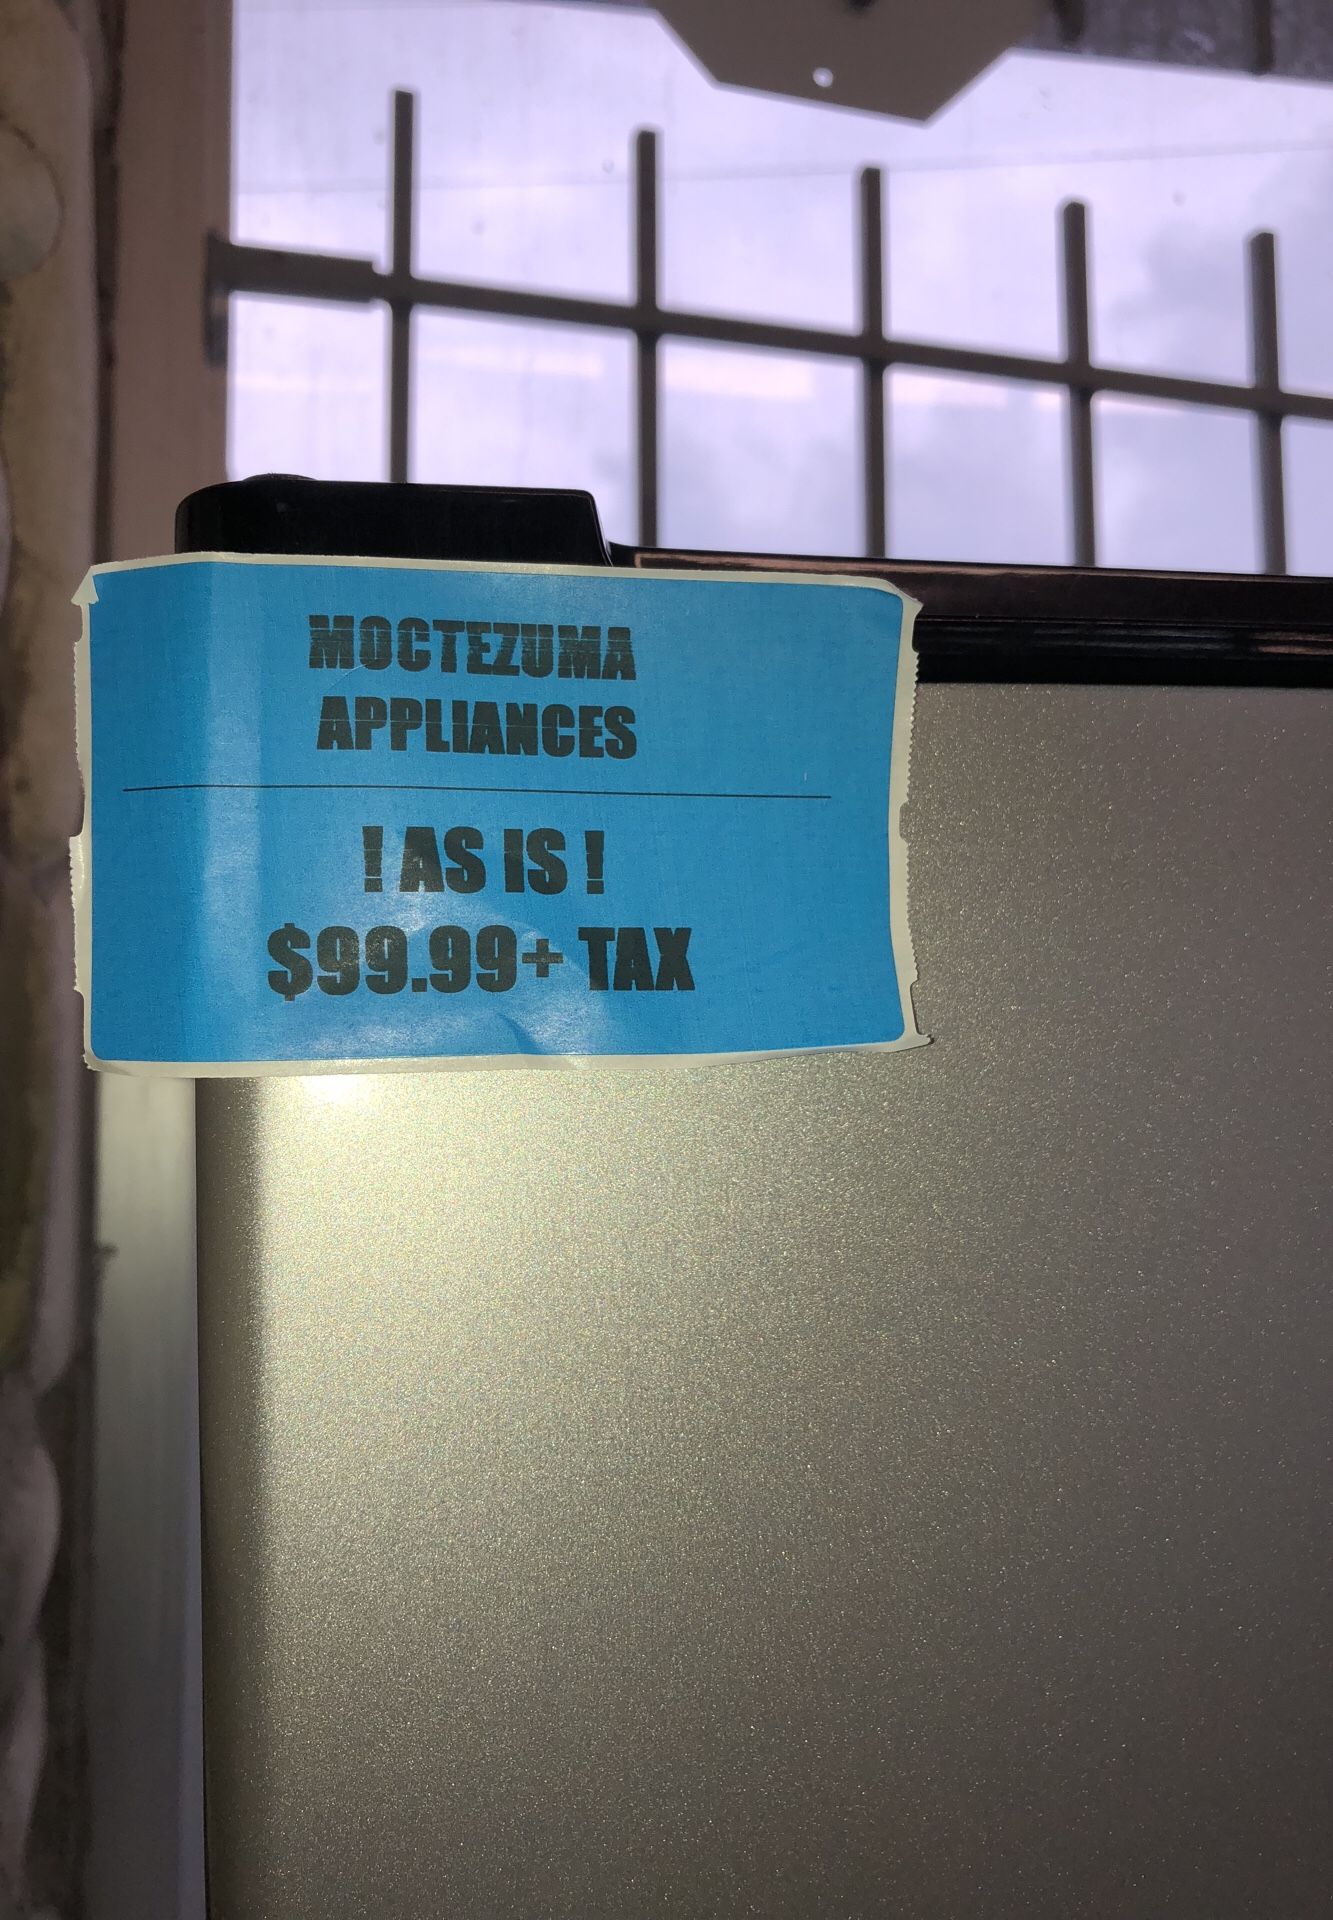 MOCTEZUMA
APPLIANCES
! AS IS !
$99.99+ TAX